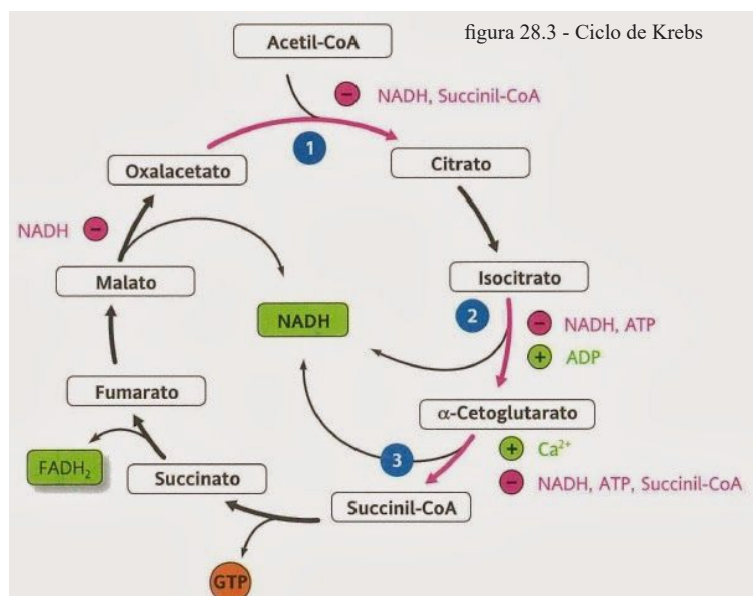 figura 28.3 - Ciclo de Krebs
Acetil-CoA
− NADH, Succinil-CoA
1
Oxalacetato
Citrato
NADH −
Malato
Isocitrato
NADH
2
− NADH, ATP
+ ADP
Fumarato
α-Cetoglutarato
+ Ca²⁺
3
FADH₂
Succinato
− NADH, ATP, Succinil-CoA
Succinil-CoA
GTP